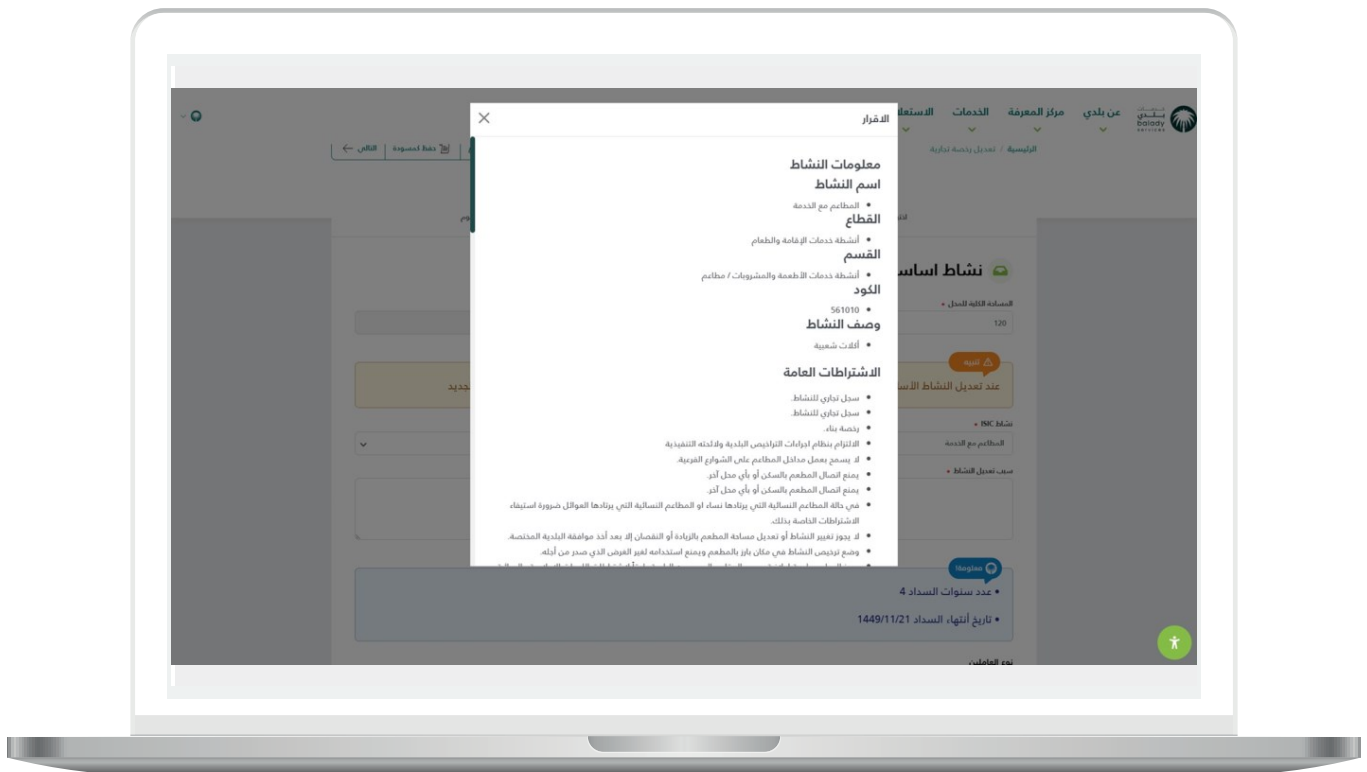 عن بلدي
مركز المعرفة
الخدمات
الاستعلا
بلدي
balady
الرئيسية / تعديل رخصة تجارية
حفظ كمسودة
التالي
الاقرار
معلومات النشاط
اسم النشاط
• المطاعم مع الخدمة
القطاع
• أنشطة خدمات الإقامة والطعام
القسم
• أنشطة خدمات الأطعمة والمشروبات / مطاعم
الكود
• 561010
وصف النشاط
• أكلات شعبية
الاشتراطات العامة
• سجل تجاري للنشاط.
• سجل تجاري للنشاط.
• رخصة بناء.
• الالتزام بنظام اجراءات التراخيص البلدية ولائحته التنفيذية
• لا يسمح بعمل مداخل المطاعم على الشوارع الفرعية.
• يمنع اتصال المطعم بالسكن أو بأي محل آخر.
• يمنع اتصال المطعم بالسكن أو بأي محل آخر.
• في حالة المطاعم النسائية التي يرتادها نساء او المطاعم النسائية التي يرتادها العوائل ضرورة استيفاء
الاشتراطات الخاصة بذلك.
• لا يجوز تغيير النشاط أو تعديل مساحة المطعم بالزيادة أو النقصان إلا بعد أخذ موافقة البلدية المختصة.
• وضع ترخيص النشاط في مكان بارز بالمطعم ويمنع استخدامه لغير الغرض الذي صدر من أجله.
نشاط اساس
المساحة الكلية للمحل *
120
تنبيه
عند تعديل النشاط الأسا
جديد
نشاط ISIC *
المطاعم مع الخدمة
سبب تعديل النشاط *
معلومة!
• عدد سنوات السداد 4
• تاريخ أنتهاء السداد 1449/11/21
نوع العاملين